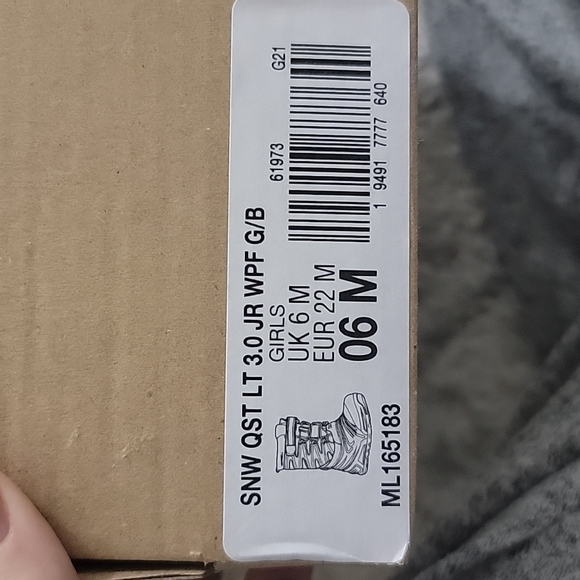 SNW QST LT 3.0 JR WPF G/B
GIRLS
UK 6 M
EUR 22 M
06 M
61973
G21
1 9491 7777 640
ML165183